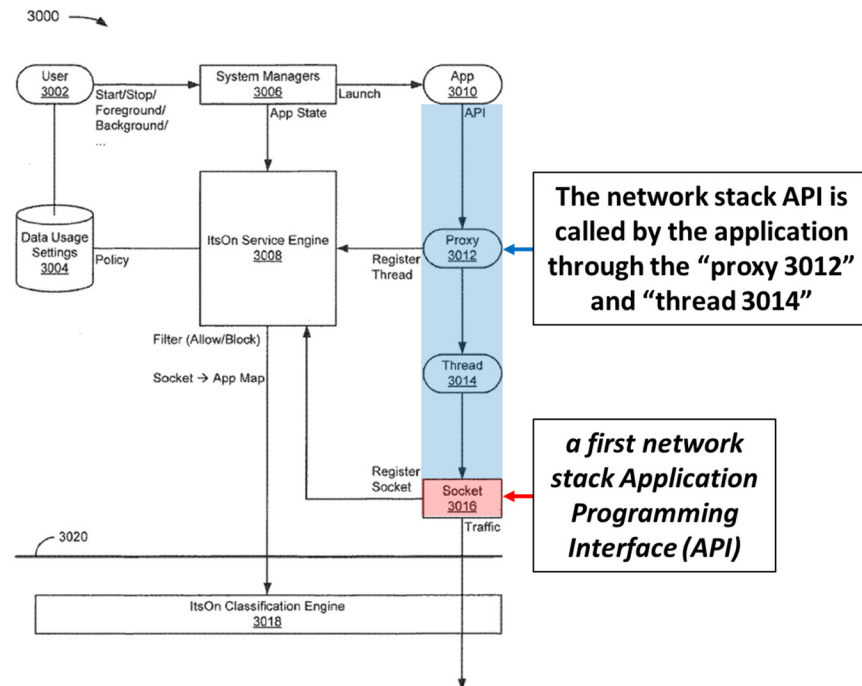 3000
User
3002
Start/Stop/
Foreground/
Background/
...
System Managers
3006
App State
Launch
App
3010
API
Data Usage
Settings
3004
Policy
ItsOn Service Engine
3008
Register
Thread
Proxy
3012
The network stack API is
called by the application
through the “proxy 3012”
and “thread 3014”
Filter (Allow/Block)
Socket → App Map
Thread
3014
Register
Socket
Socket
3016
Traffic
a first network
stack Application
Programming
Interface (API)
3020
ItsOn Classification Engine
3018